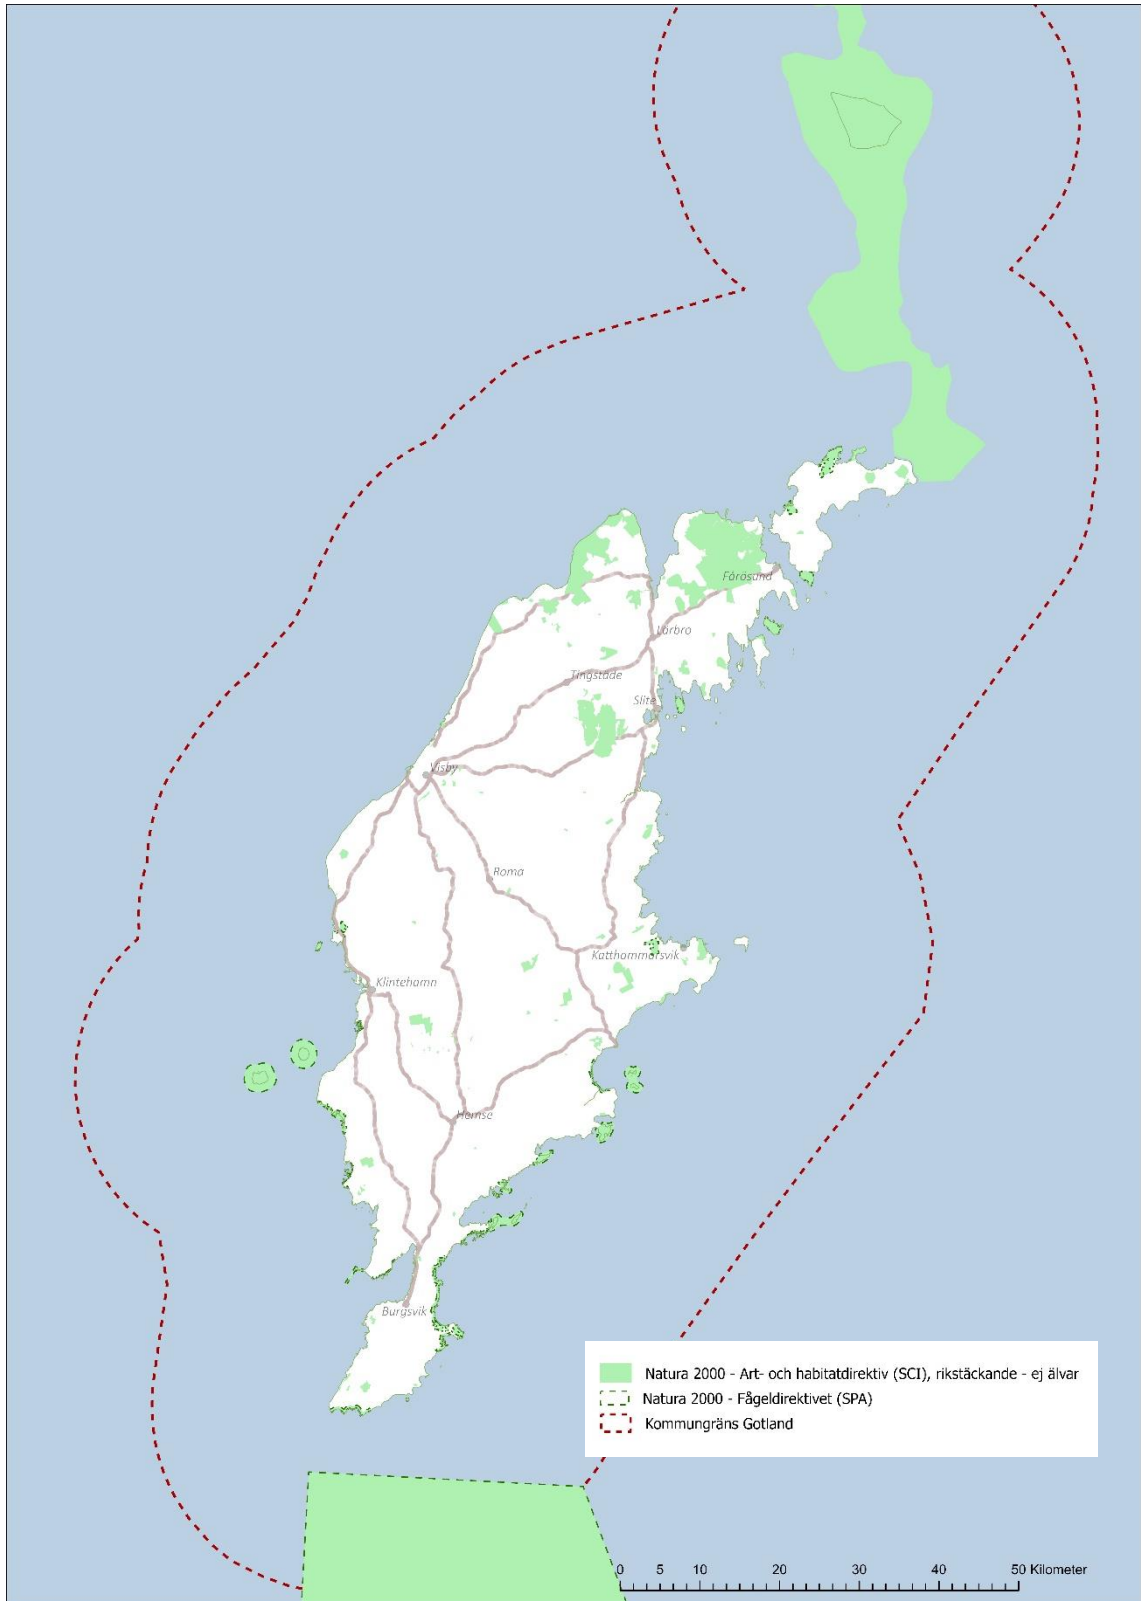 Fårösund
Lärbro
Tingstäde
Slite
Visby
Roma
Katthammarsvik
Klintehamn
Hemse
Burgsvik
Natura 2000 - Art- och habitatdirektiv (SCI), rikstäckande - ej älvar
Natura 2000 - Fågeldirektivet (SPA)
Kommungräns Gotland
0 5 10 20 30 40 50 Kilometer